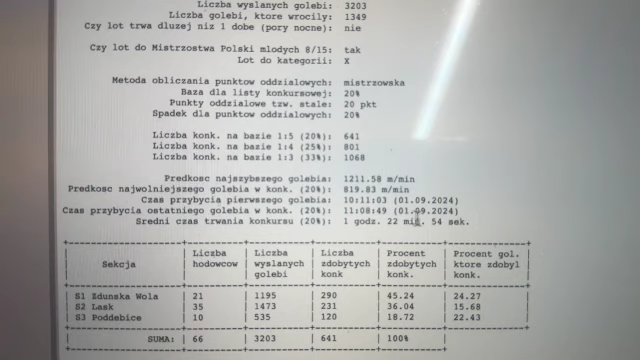 Liczba wyslanych golebi: 3203
Liczba golebi, ktore wrocily: 1349
Czy lot trwa dluzej niz 1 dobe (pory nocne): nie
Czy lot do Mistrzostwa Polski mlodych 8/15: tak
Lot do kategorii: X
Metoda obliczania punktow oddzialowych: mistrzowska
Baza dla listy konkursowej: 20%
Punkty oddzialowe tzw. stale: 20 pkt
Spadek dla punktow oddzialowych: 20%
Liczba konk. na bazie 1:5 (20%): 641
Liczba konk. na bazie 1:4 (25%): 801
Liczba konk. na bazie 1:3 (33%): 1068
Predkosc najszybszego golebia: 1211.58 m/min
Predkosc najwolniejszego golebia w konk. (20%): 819.83 m/min
Czas przybycia pierwszego golebia: 10:11:03 (01.09.2024)
Czas przybycia ostatniego golebia w konk. (20%): 11:08:49 (01.09.2024)
Sredni czas trwania konkursu (20%): 1 godz. 22 min. 54 sek.
Sekcja | Liczba hodowcow | Liczba wyslanych golebi | Liczba zdobytych konk | Procent zdobytych konk. | Procent gol. ktore zdobyl konk.
S1 Zdunska Wola | 21 | 1195 | 290 | 45.24 | 24.27
S2 Lask | 35 | 1473 | 231 | 36.04 | 15.68
S3 Poddebice | 10 | 535 | 120 | 18.72 | 22.43
SUMA: | 66 | 3203 | 641 | 100%